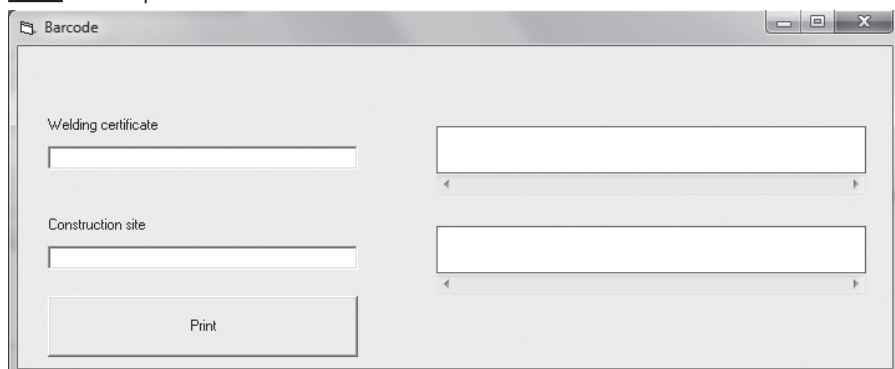 Barcode
Welding certificate
Construction site
Print